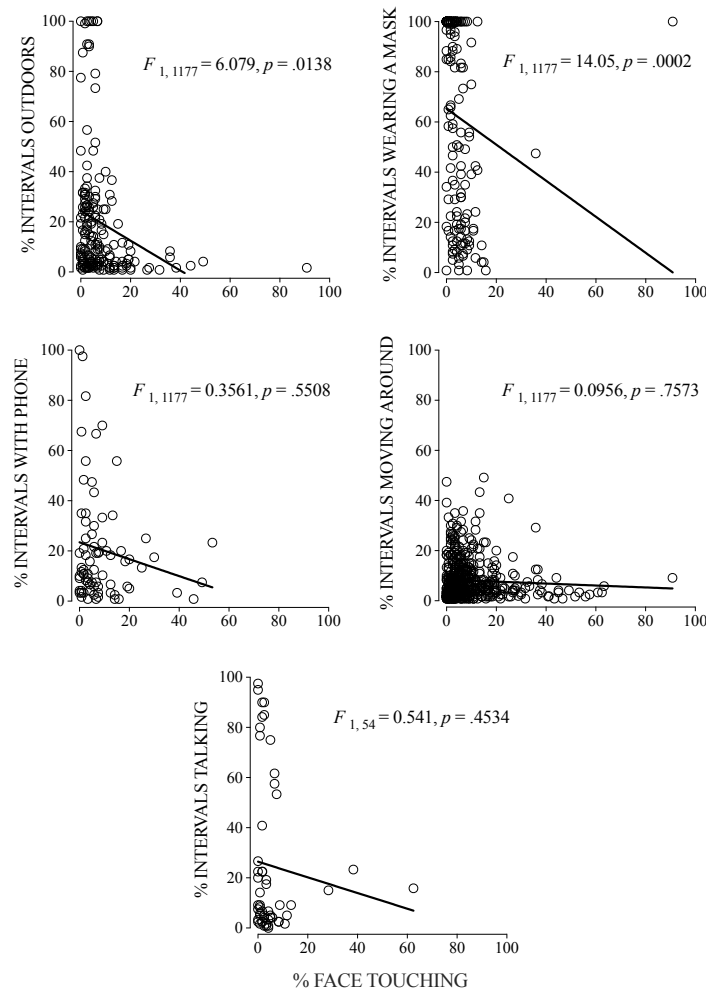 % INTERVALS OUTDOORS
100
80
60
40
20
0
0 20 40 60 80 100
F 1, 1177 = 6.079, p = .0138
% INTERVALS WEARING A MASK
100
80
60
40
20
0
0 20 40 60 80 100
F 1, 1177 = 14.05, p = .0002
% INTERVALS WITH PHONE
100
80
60
40
20
0
0 20 40 60 80 100
F 1, 1177 = 0.3561, p = .5508
% INTERVALS MOVING AROUND
100
80
60
40
20
0
0 20 40 60 80 100
F 1, 1177 = 0.0956, p = .7573
% INTERVALS TALKING
100
80
60
40
20
0
0 20 40 60 80 100
F 1, 54 = 0.541, p = .4534
% FACE TOUCHING